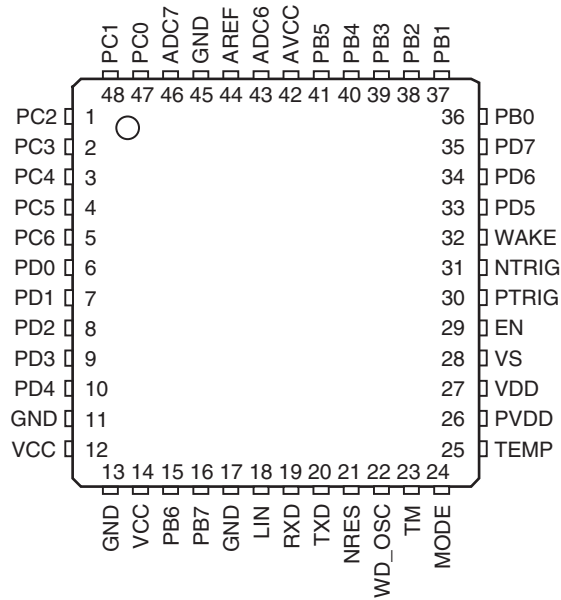 PC1 PC0 ADC7 GND AREF ADC6 AVCC PB5 PB4 PB3 PB2 PB1
48 47 46 45 44 43 42 41 40 39 38 37
PC2 1 36 PB0
PC3 2 35 PD7
PC4 3 34 PD6
PC5 4 33 PD5
PC6 5 32 WAKE
PD0 6 31 NTRIG
PD1 7 30 PTRIG
PD2 8 29 EN
PD3 9 28 VS
PD4 10 27 VDD
GND 11 26 PVDD
VCC 12 25 TEMP
13 14 15 16 17 18 19 20 21 22 23 24
GND VCC PB6 PB7 GND LIN RXD TXD NRES WD_OSC TM MODE